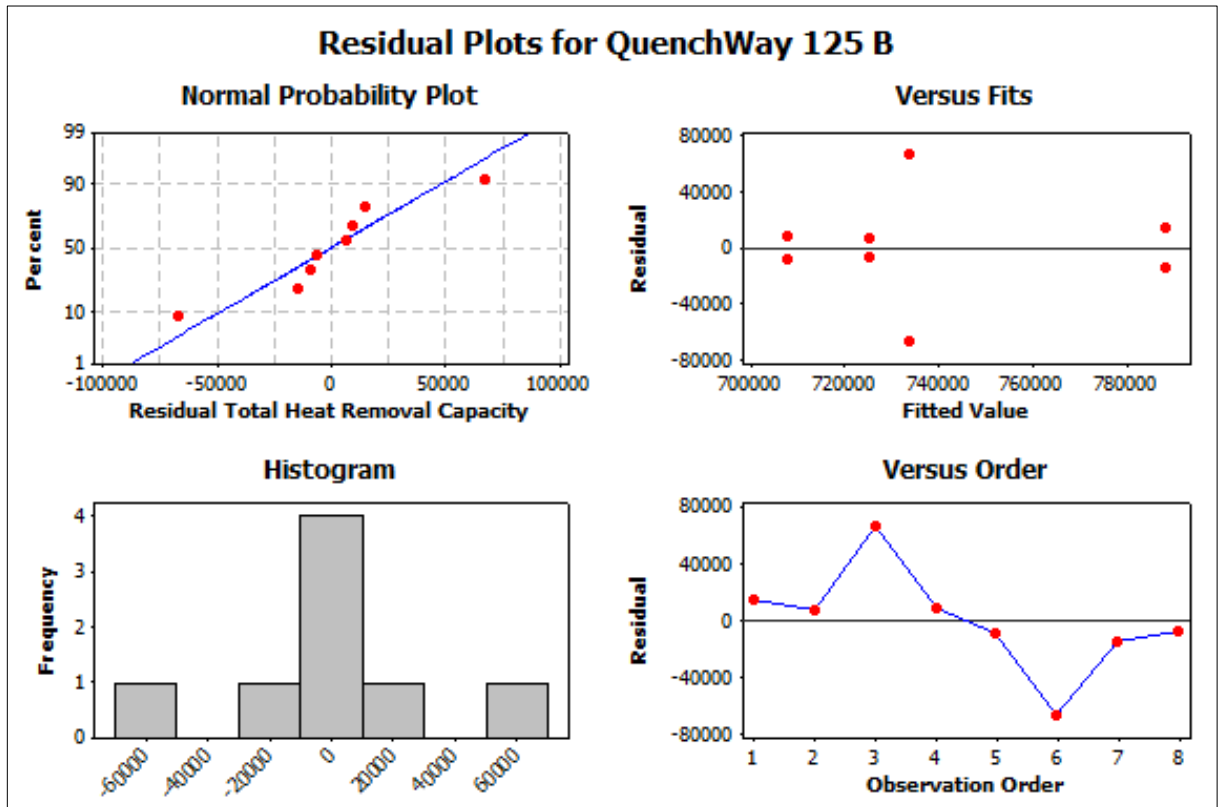 Residual Plots for QuenchWay 125 B
Normal Probability Plot
99
90
50
10
1
Percent
-100000 -50000 0 50000 100000
Residual Total Heat Removal Capacity
Versus Fits
80000
40000
0
-40000
-80000
Residual
700000 720000 740000 760000 780000
Fitted Value
Histogram
4
3
2
1
0
Frequency
-60000 -40000 -20000 0 20000 40000 60000
Versus Order
80000
40000
0
-40000
-80000
Residual
1 2 3 4 5 6 7 8
Observation Order